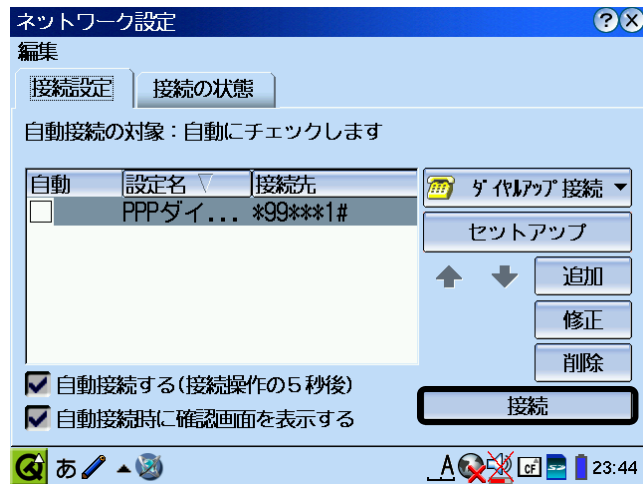 ネットワーク設定
編集
接続設定 接続の状態
自動接続の対象：自動にチェックします
自動 設定名 接続先
PPPダイ... *99***1#
ﾀﾞｲﾔﾙｱｯﾌﾟ接続
セットアップ
追加
修正
削除
自動接続する(接続操作の5秒後)
自動接続時に確認画面を表示する
接続
あ A CF 23:44